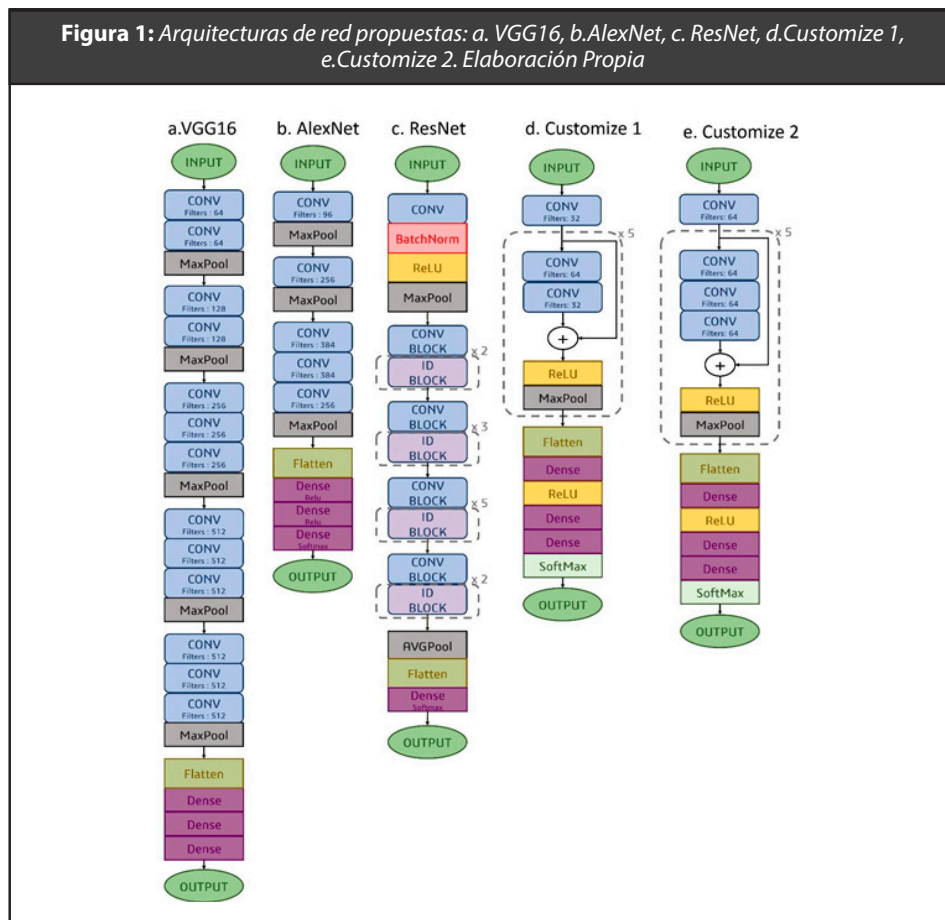 Figura 1: Arquitecturas de red propuestas: a. VGG16, b.AlexNet, c. ResNet, d.Customize 1,
e.Customize 2. Elaboración Propia
a.VGG16
INPUT
CONV
Filters : 64
CONV
Filters : 64
MaxPool
CONV
Filters : 128
CONV
Filters : 128
MaxPool
CONV
Filters : 256
CONV
Filters : 256
CONV
Filters : 256
MaxPool
CONV
Filters : 512
CONV
Filters : 512
CONV
Filters : 512
MaxPool
CONV
Filters : 512
CONV
Filters : 512
CONV
Filters : 512
MaxPool
Flatten
Dense
Dense
Dense
OUTPUT
b. AlexNet
INPUT
CONV
Filters : 96
MaxPool
CONV
Filters : 256
MaxPool
CONV
Filters : 384
CONV
Filters : 384
CONV
Filters : 256
MaxPool
Flatten
Dense
Relu
Dense
Relu
Dense
Softmax
OUTPUT
c. ResNet
INPUT
CONV
BatchNorm
ReLU
MaxPool
CONV
BLOCK
x 2
ID
BLOCK
CONV
BLOCK
x 3
ID
BLOCK
CONV
BLOCK
x 5
ID
BLOCK
CONV
BLOCK
x 2
ID
BLOCK
AVGPool
Flatten
Dense
Softmax
OUTPUT
d. Customize 1
INPUT
CONV
Filters: 32
x 5
CONV
Filters: 64
CONV
Filters: 32
+
ReLU
MaxPool
Flatten
Dense
ReLU
Dense
Dense
SoftMax
OUTPUT
e. Customize 2
INPUT
CONV
Filters: 64
x 5
CONV
Filters: 64
CONV
Filters: 64
CONV
Filters: 64
+
ReLU
MaxPool
Flatten
Dense
ReLU
Dense
Dense
SoftMax
OUTPUT